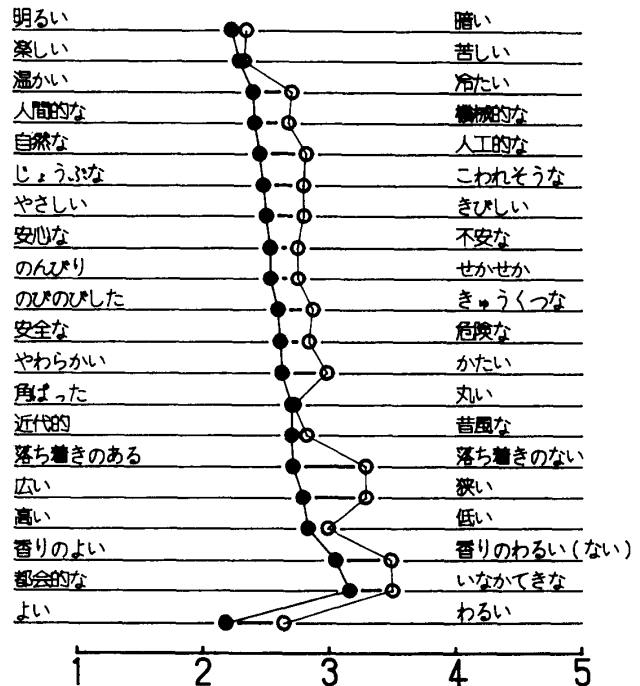 明るい 暗い
楽しい 苦しい
温かい 冷たい
人間的な 機械的な
自然な 人工的な
じょうぶな こわれそうな
やさしい きびしい
安心な 不安な
のんびり せかせか
のびのびした きゅうくつな
安全な 危険な
やわらかい かたい
角ばった 丸い
近代的 昔風な
落ち着きのある 落ち着きのない
広い 狭い
高い 低い
香りのよい 香りのわるい(ない)
都会的な いなかてきな
よい わるい
1 2 3 4 5